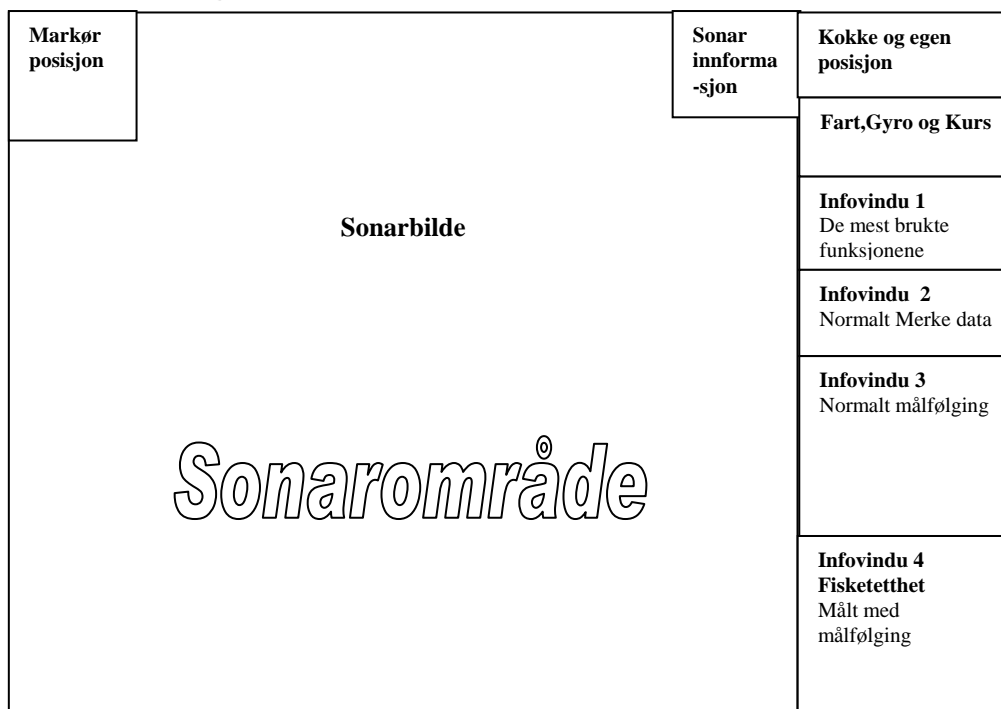 Markør
posisjon
Sonar
innforma
-sjon
Kokke og egen
posisjon
Fart,Gyro og Kurs
Infovindu 1
De mest brukte
funksjonene
Sonarbilde
Infovindu 2
Normalt Merke data
Infovindu 3
Normalt målfølging
Sonarområde
Infovindu 4
Fisketetthet
Målt med
målfølging